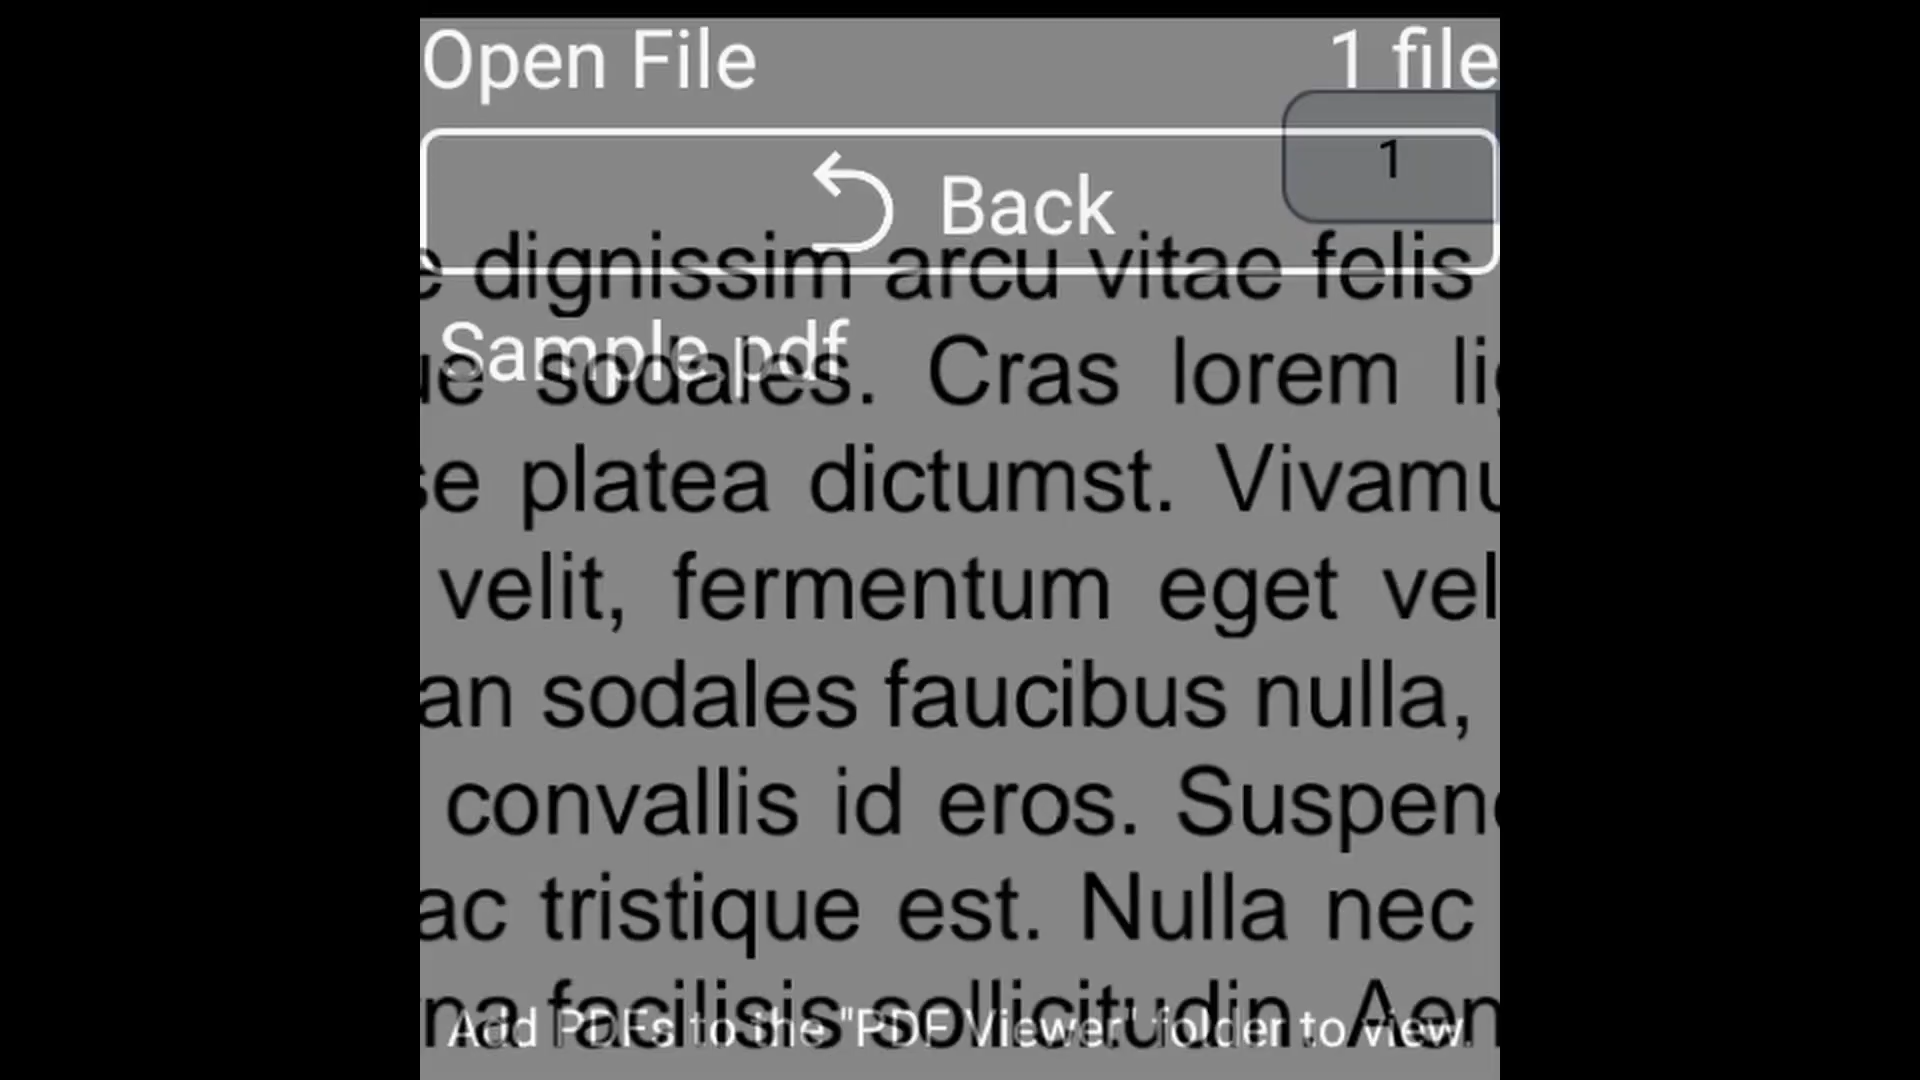 Open File
1 file
1
Back
dignissim arcu vitae felis
Sample.pdf
sodales. Cras lorem
platea dictumst. Vivamu
velit, fermentum eget vel
an sodales faucibus nulla,
convallis id eros. Suspen
ac tristique est. Nulla nec
na facilisis sollicitudin. Aen
Add PDFs to the "PDF Viewer" folder to view.